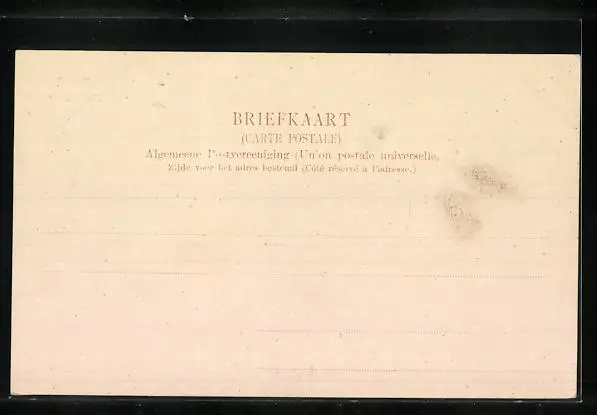 BRIEFKAART
(CARTE POSTALE)
Algemeene Postvereeniging (Union postale universelle)
Zijde voor het adres bestemd (Côté réservé à l'adresse.)